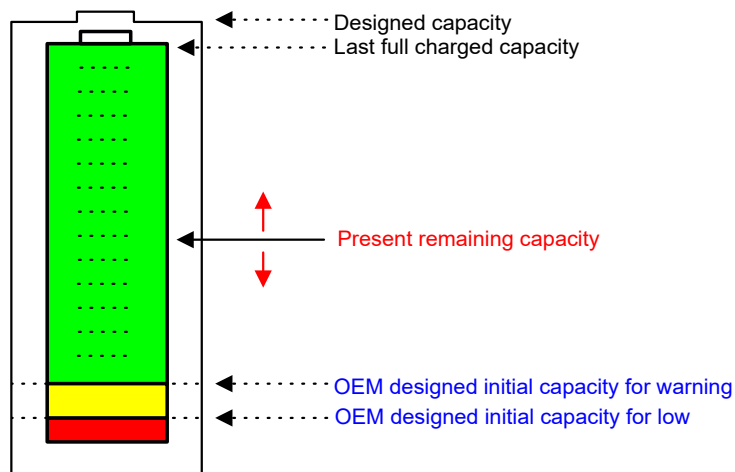 Designed capacity
Last full charged capacity
Present remaining capacity
OEM designed initial capacity for warning
OEM designed initial capacity for low